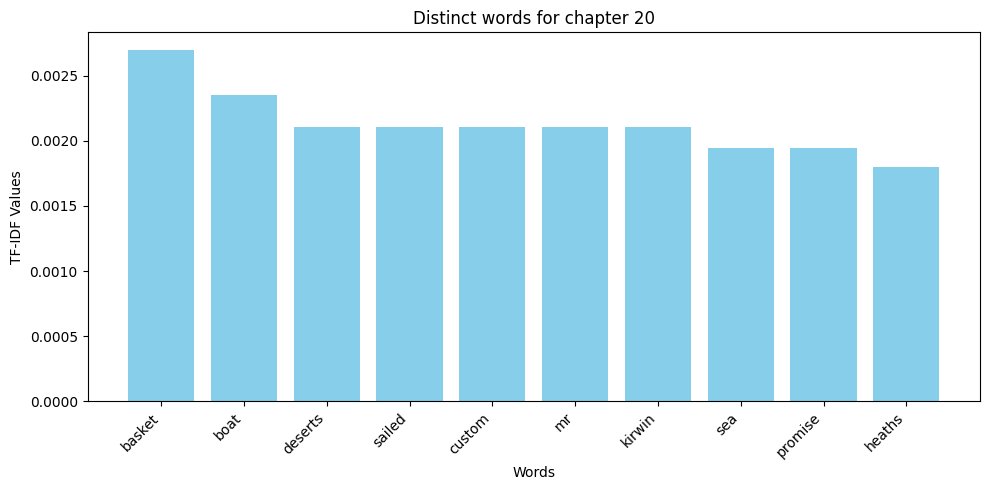 Distinct words for chapter 20
TF-IDF Values
0.0025
0.0020
0.0015
0.0010
0.0005
0.0000
basket
boat
deserts
sailed
custom
mr
kirwin
sea
promise
heaths
Words